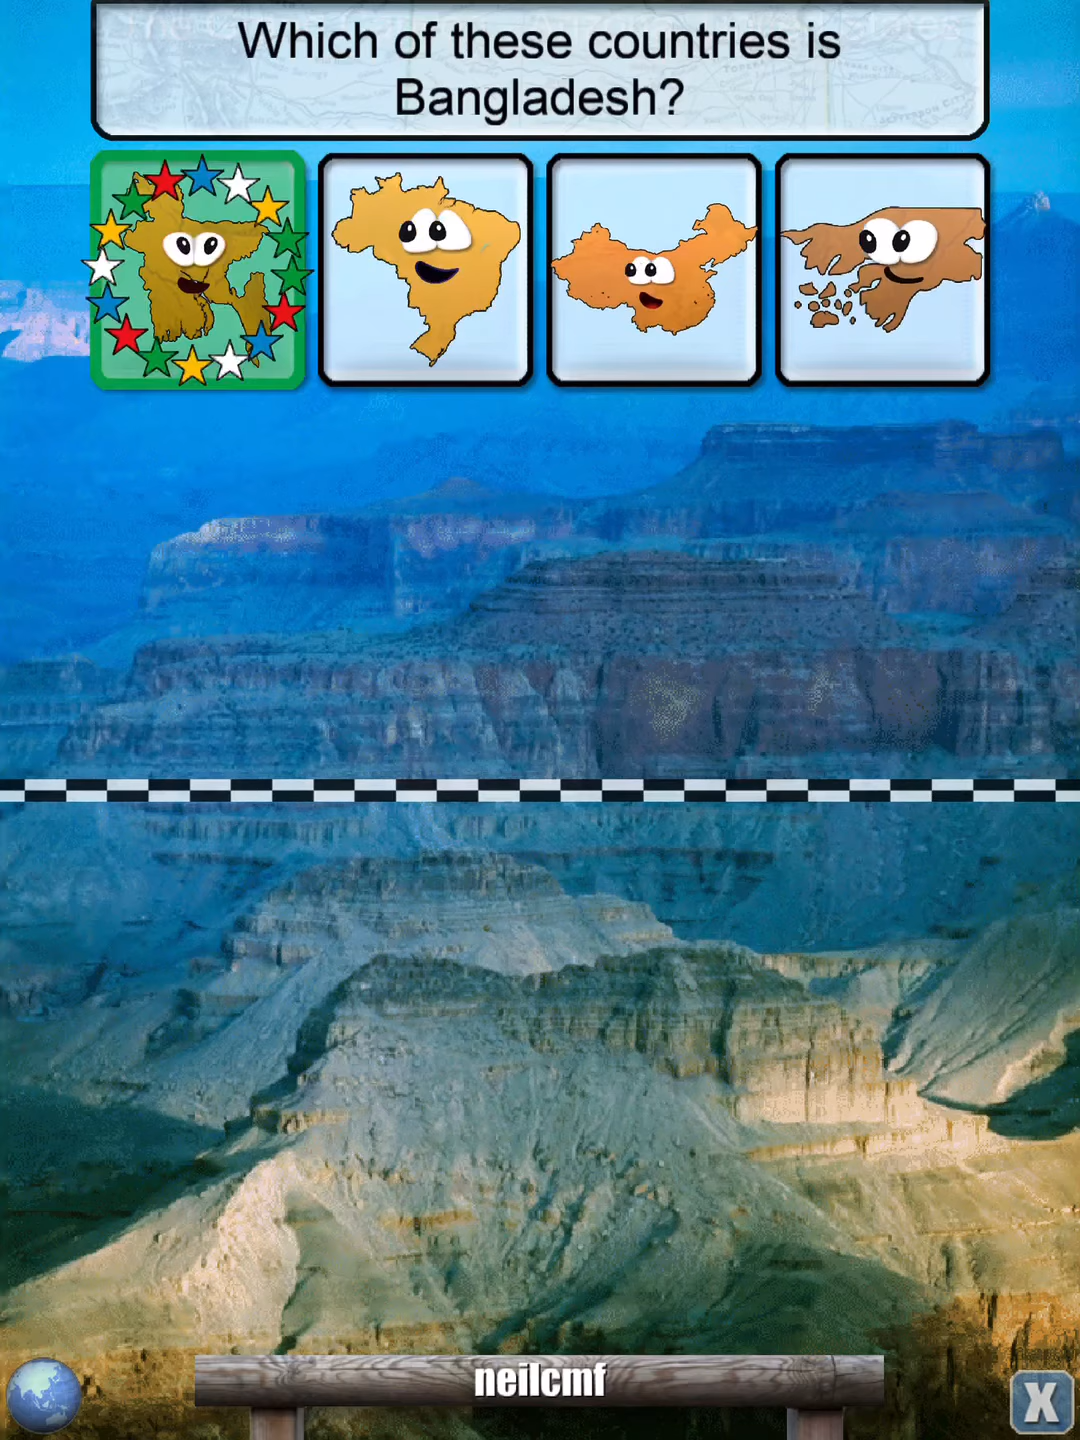 Which of these countries is
Bangladesh?
neilcmf
X